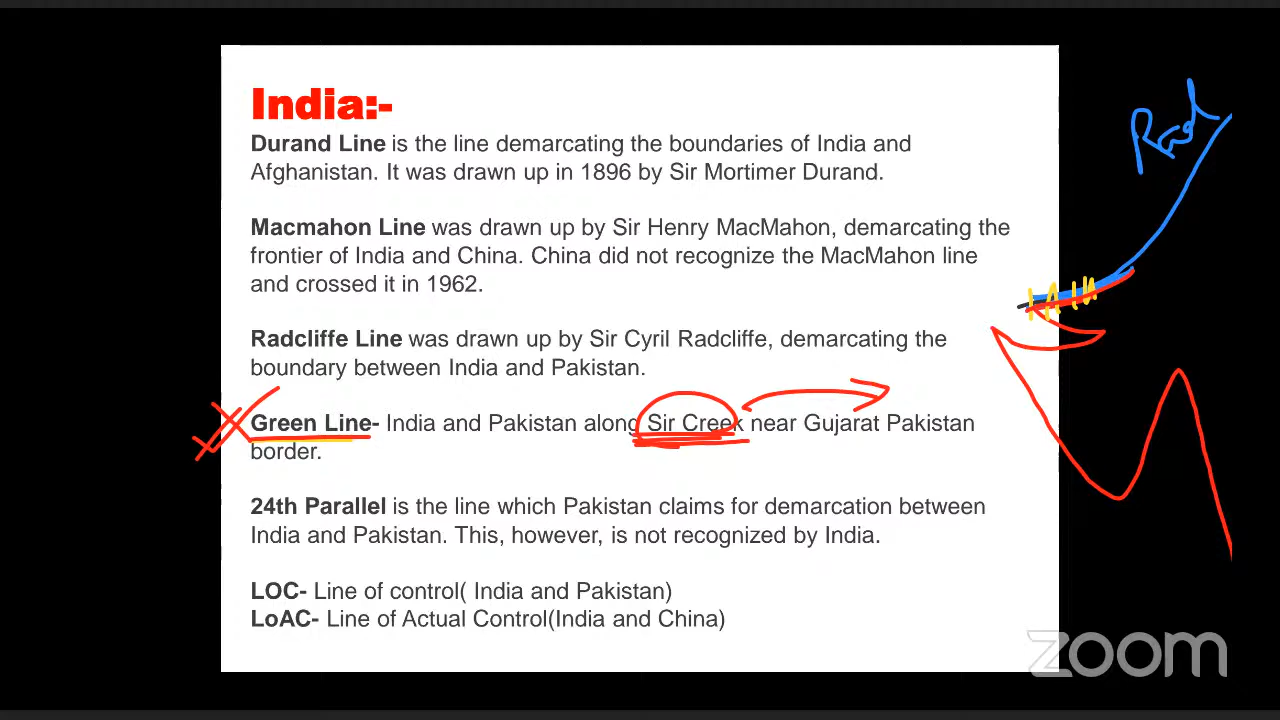 India:-
Durand Line is the line demarcating the boundaries of India and
Afghanistan. It was drawn up in 1896 by Sir Mortimer Durand.
Macmahon Line was drawn up by Sir Henry MacMahon, demarcating the
frontier of India and China. China did not recognize the MacMahon line
and crossed it in 1962.
Radcliffe Line was drawn up by Sir Cyril Radcliffe, demarcating the
boundary between India and Pakistan.
Green Line- India and Pakistan along Sir Creek near Gujarat Pakistan
border.
24th Parallel is the line which Pakistan claims for demarcation between
India and Pakistan. This, however, is not recognized by India.
LOC- Line of control( India and Pakistan)
LoAC- Line of Actual Control(India and China)
Rad
zoom